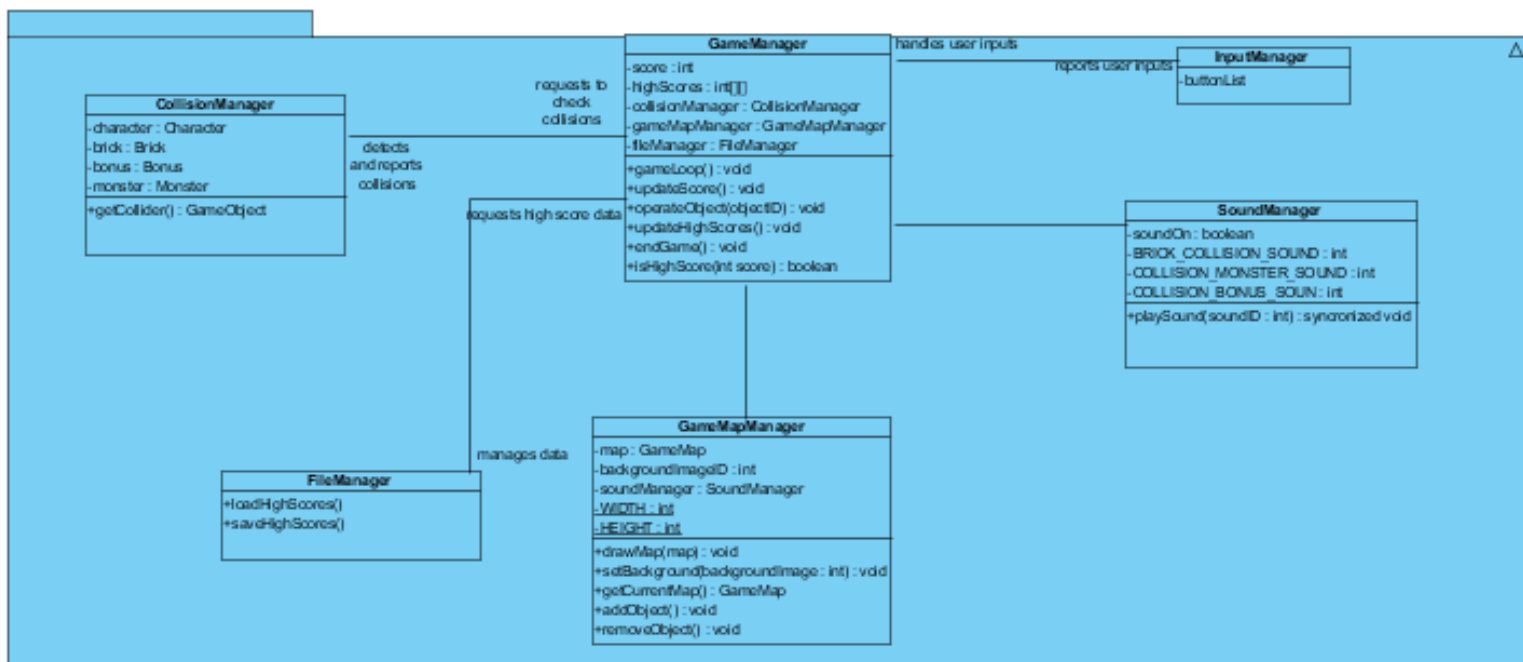 GameManager
-score : int
-highScores : int[][]
-collisionManager : CollisionManager
-gameMapManager : GameMapManager
-fileManager : FileManager
+gameLoop() : void
+updateScore() : void
+operateObject(objectID) : void
+updateHighScores() : void
+endGame() : void
+isHighScore(int score) : boolean
handles user inputs
reports user inputs
InputManager
-buttonList
requests to
check
collisions
CollisionManager
-character : Character
-brick : Brick
-bonus : Bonus
-monster : Monster
+getCollider() : GameObject
detects
and reports
collisions
requests high score data
SoundManager
-soundOn : boolean
-BRICK_COLLISION_SOUND : int
-COLLISION_MONSTER_SOUND : int
-COLLISION_BONUS_SOUN : int
+playSound(soundID : int) : syncronized void
manages data
FileManager
+loadHighScores()
+saveHighScores()
GameMapManager
-map : GameMap
-backgroundImageID : int
-soundManager : SoundManager
-WIDTH : int
-HEIGHT : int
+drawMap(map) : void
+setBackground(backgroundImage : int) : void
+getCurrentMap() : GameMap
+addObject() : void
+removeObject() : void